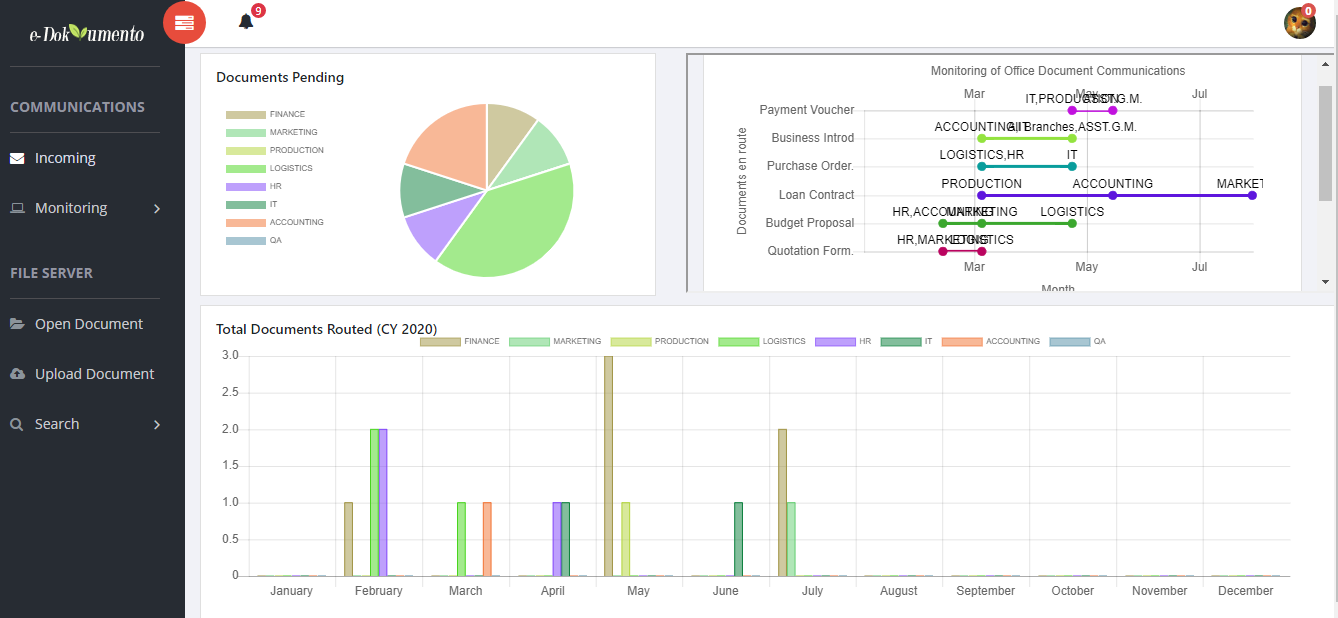 e-Dok umento
9
0
COMMUNICATIONS
Incoming
Monitoring
FILE SERVER
Open Document
Upload Document
Search
Documents Pending
FINANCE
MARKETING
PRODUCTION
LOGISTICS
HR
IT
ACCOUNTING
QA
Monitoring of Office Document Communications
Mar May Jul
Documents en route
Payment Voucher IT,PRODUCTION ASST.G.M.
Business Introd ACCOUNTING,IT All Branches,ASST.G.M.
Purchase Order. LOGISTICS,HR IT
Loan Contract PRODUCTION ACCOUNTING MARKET
Budget Proposal HR,ACCOUNTING MARKETING LOGISTICS
Quotation Form. HR,MARKETING LOGISTICS
Mar May Jul
Month
Total Documents Routed (CY 2020)
FINANCE MARKETING PRODUCTION LOGISTICS HR IT ACCOUNTING QA
3.0
2.5
2.0
1.5
1.0
0.5
0
January February March April May June July August September October November December